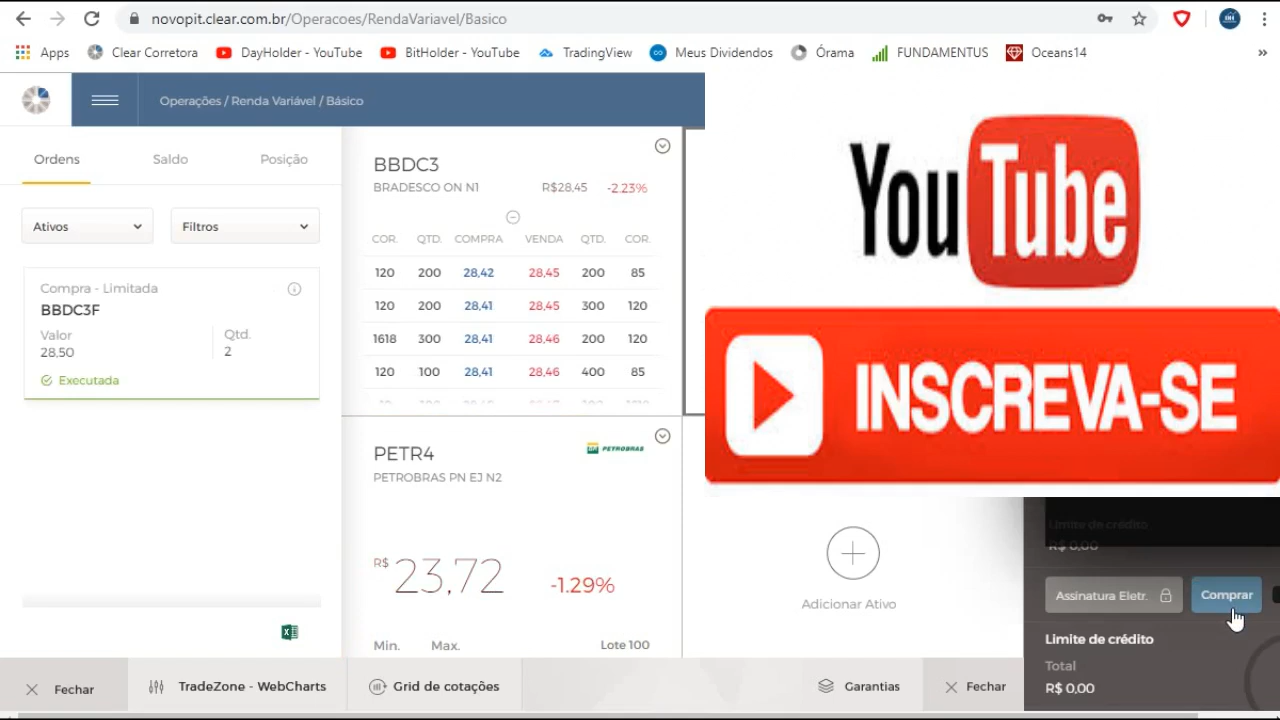 novopit.clear.com.br/Operacoes/RendaVariavel/Basico
Apps Clear Corretora DayHolder - YouTube BitHolder - YouTube TradingView Meus Dividendos Órama FUNDAMENTUS Oceans14 »
Operações / Renda Variável / Básico
Ordens Saldo Posição
Ativos Filtros
Compra - Limitada
BBDC3F
Valor Qtd.
28,50 2
Executada
BBDC3
BRADESCO ON N1 R$28,45 -2.23%
COR. QTD. COMPRA VENDA QTD. COR.
120 200 28,42 28,45 200 85
120 200 28,41 28,45 300 120
1618 300 28,41 28,46 200 120
120 100 28,41 28,46 400 85
PETR4 PETROBRAS
PETROBRAS PN EJ N2
R$ 23,72 -1.29%
Min. Max. Lote 100
YouTube
INSCREVA-SE
Adicionar Ativo
Limite de crédito
R$ 0,00
Assinatura Eletr. Comprar
Limite de crédito
Total
R$ 0,00
Fechar TradeZone - WebCharts Grid de cotações Garantias Fechar